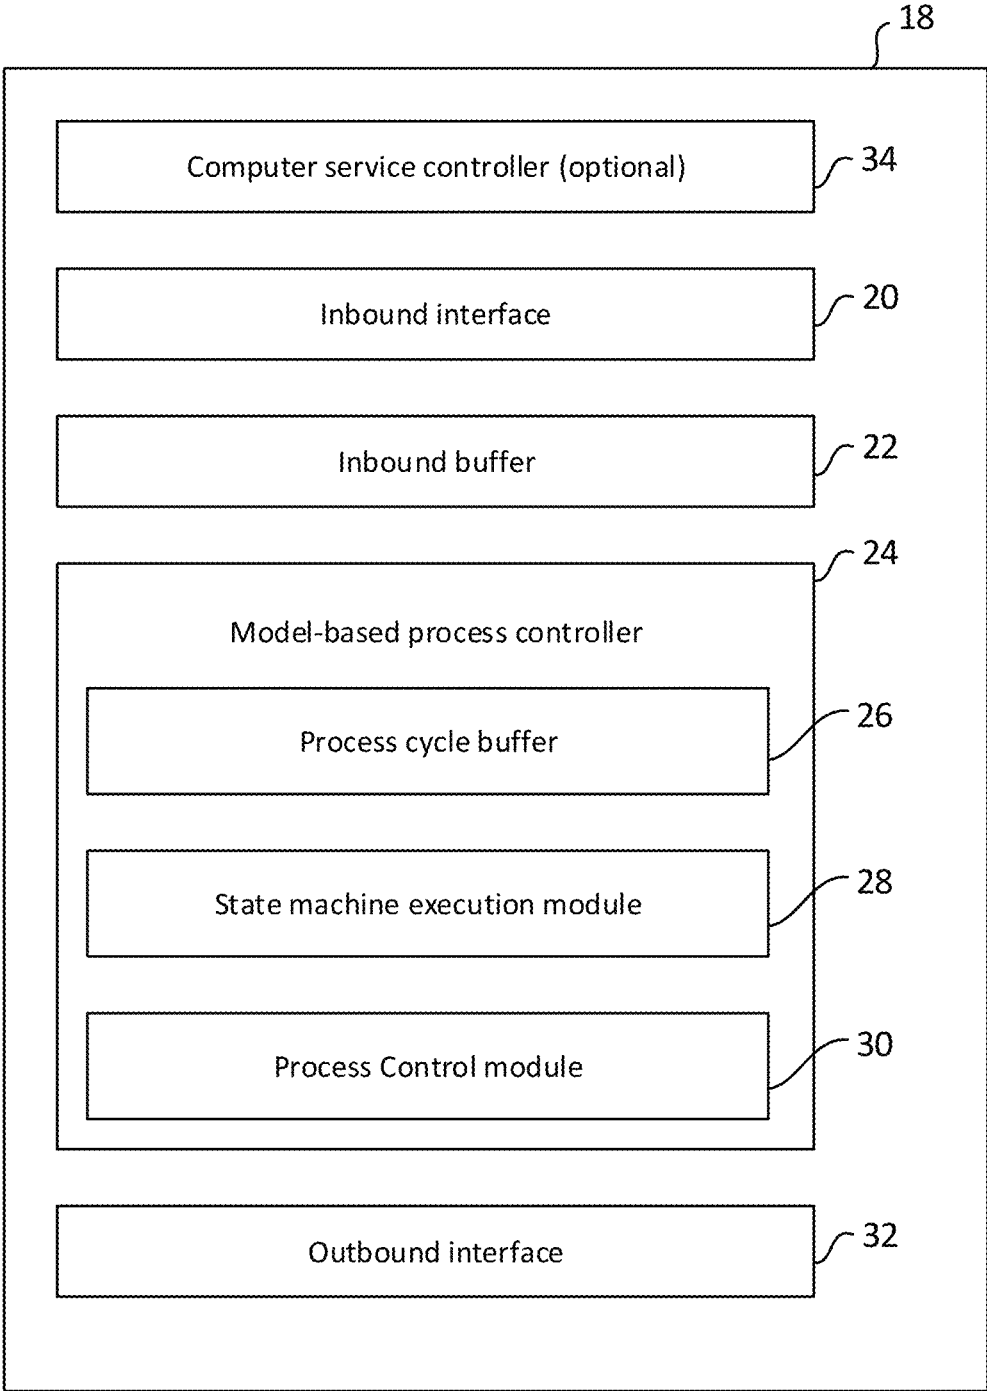 18
Computer service controller (optional)
34
Inbound interface
20
Inbound buffer
22
24
Model-based process controller
Process cycle buffer
26
State machine execution module
28
Process Control module
30
Outbound interface
32